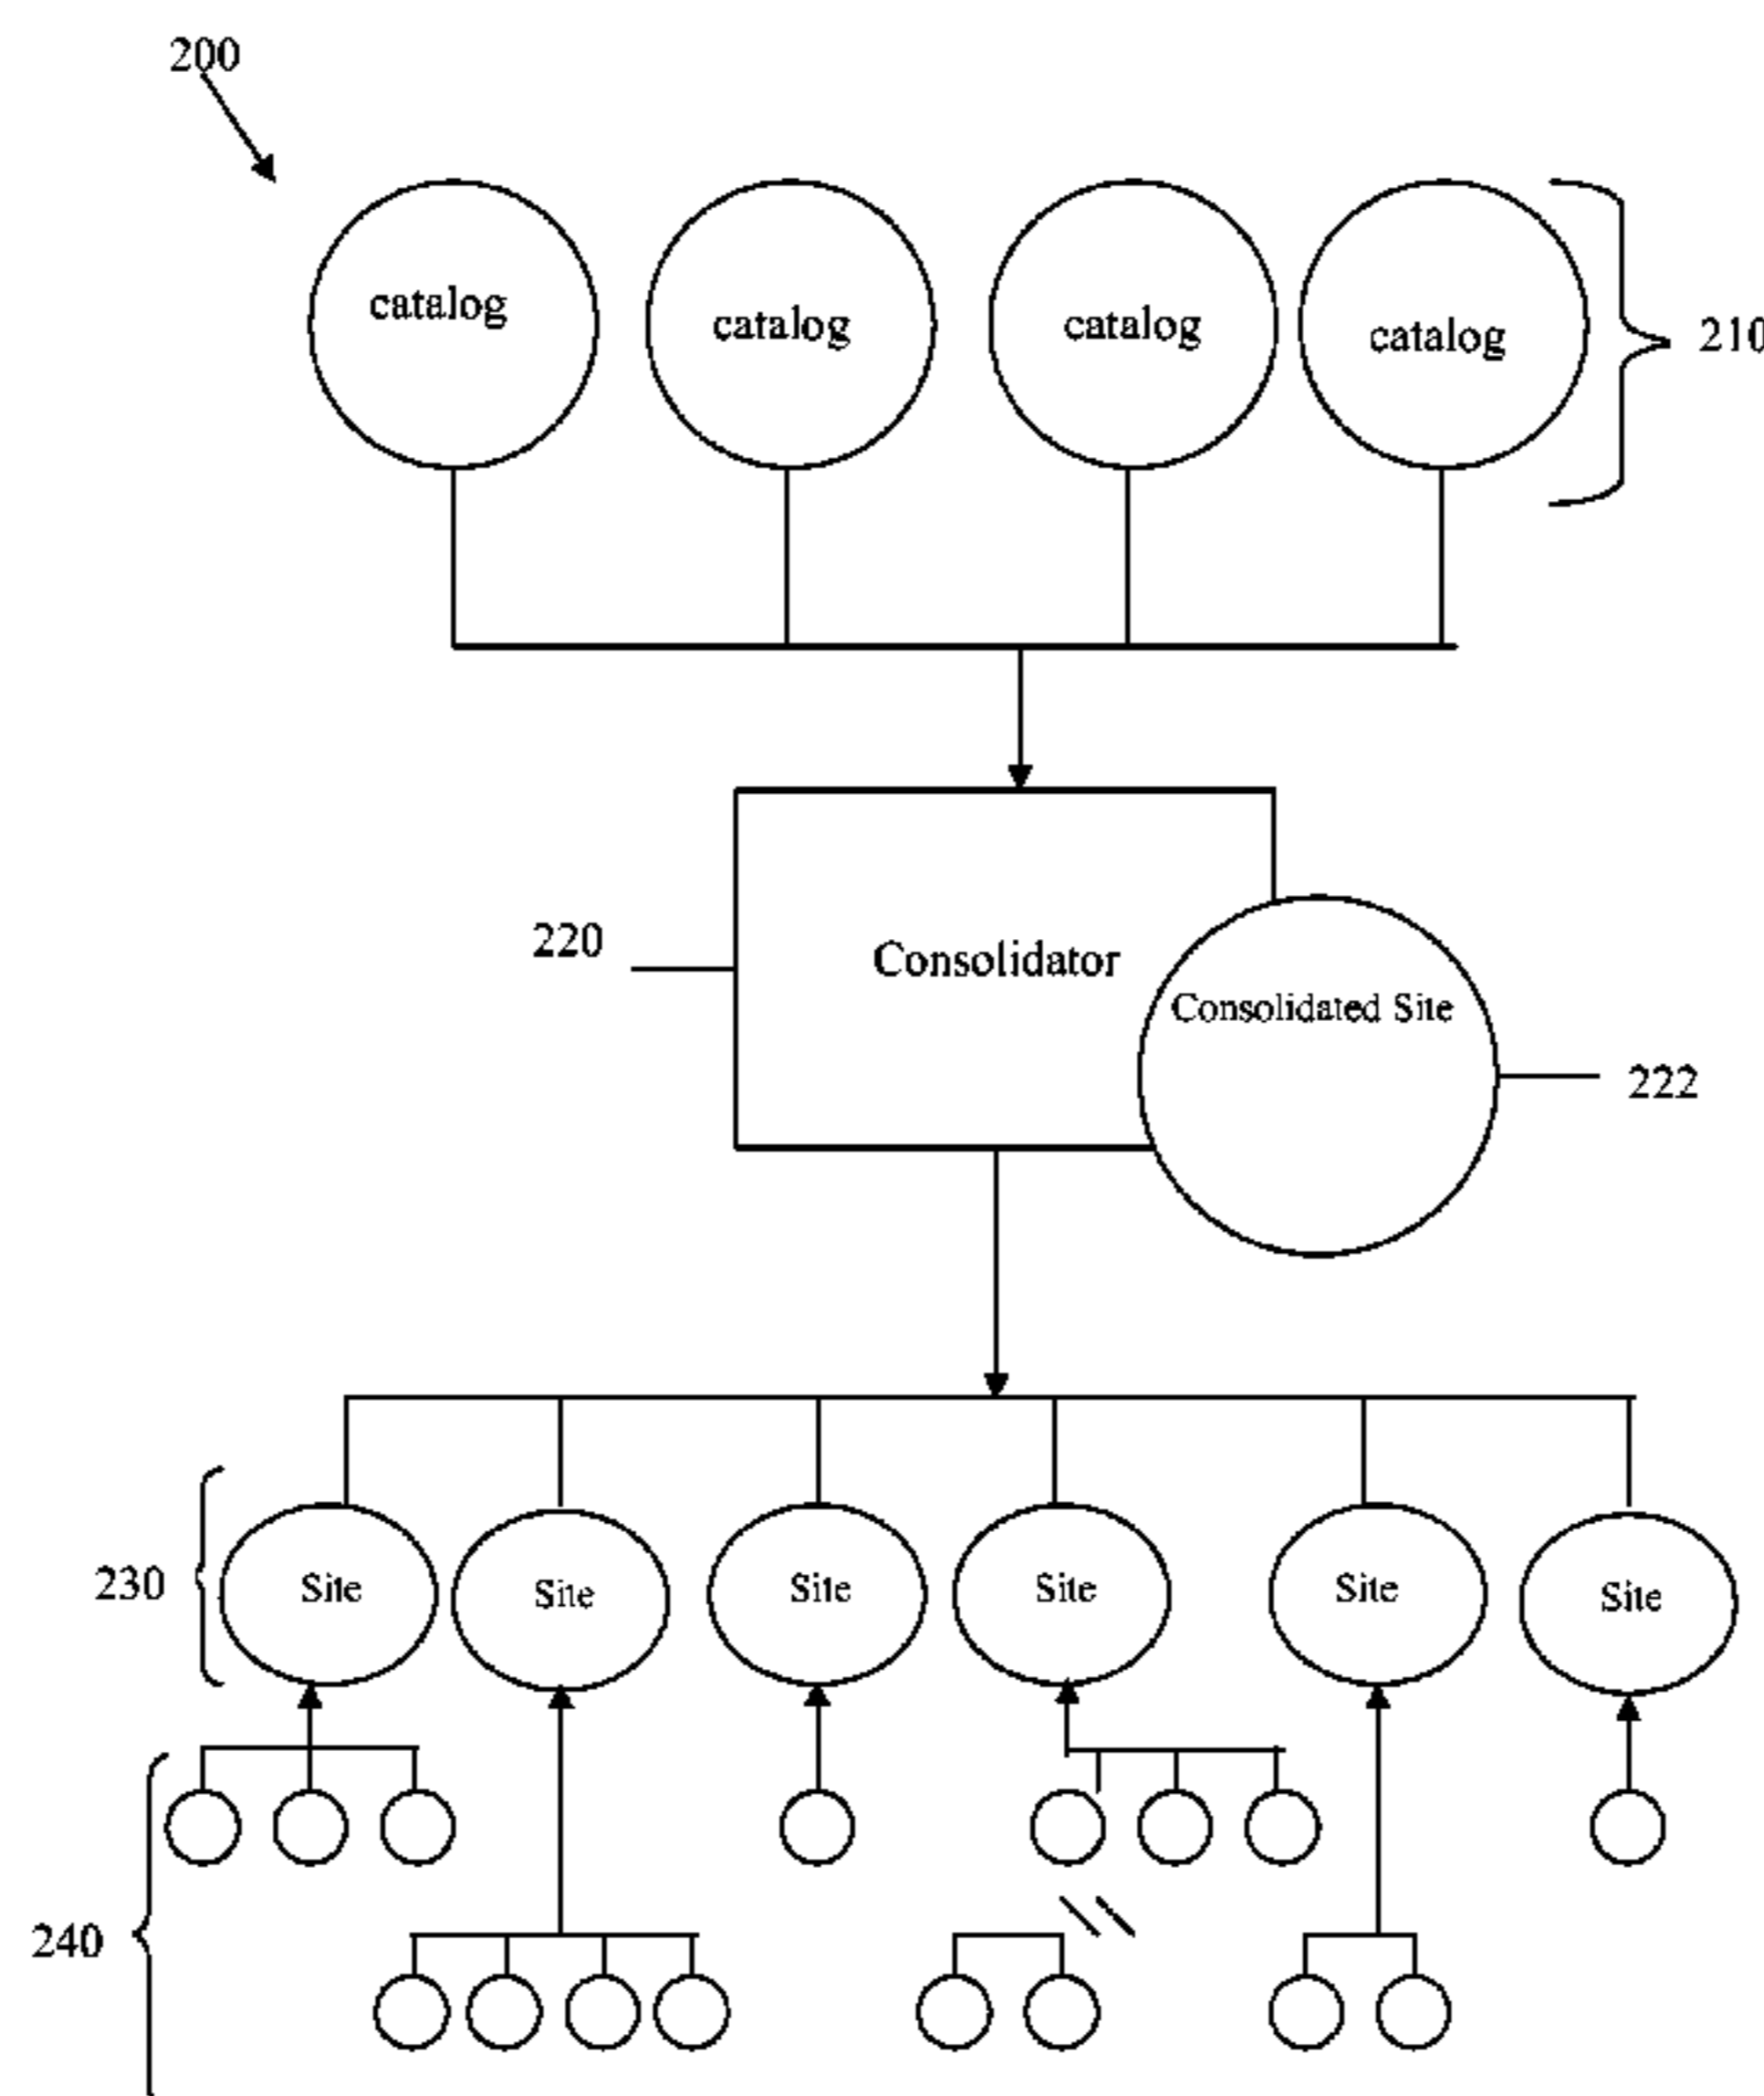 200
catalog
catalog
catalog
catalog
210
220
Consolidator
Consolidated Site
222
230
Site
Site
Site
Site
Site
Site
240